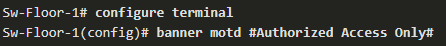 Sw-Floor-1# configure terminal
Sw-Floor-1(config)# banner motd #Authorized Access Only#